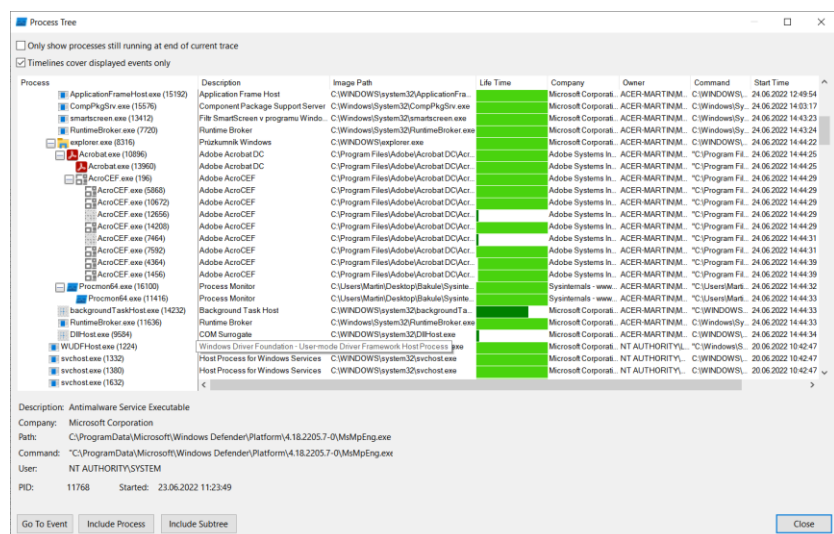 Process Tree
Only show processes still running at end of current trace
Timelines cover displayed events only
Process Description Image Path Life Time Company Owner Command Start Time
ApplicationFrameHost.exe (15192) Application Frame Host C:\WINDOWS\system32\ApplicationFra... Microsoft Corporati... ACER-MARTIN\M... C:\WINDOWS\... 24.06.2022 12:49:54
CompPkgSrv.exe (15576) Component Package Support Server C:\Windows\System32\CompPkgSrv.exe Microsoft Corporati... ACER-MARTIN\M... C:\Windows\Sy... 24.06.2022 14:03:17
smartscreen.exe (13412) Filtr SmartScreen v programu Windo... C:\Windows\System32\smartscreen.exe Microsoft Corporati... ACER-MARTIN\M... C:\Windows\Sy... 24.06.2022 14:43:23
RuntimeBroker.exe (7720) Runtime Broker C:\Windows\System32\RuntimeBroker.exe Microsoft Corporati... ACER-MARTIN\M... C:\Windows\Sy... 24.06.2022 14:43:24
explorer.exe (8316) Průzkumník Windows C:\WINDOWS\explorer.exe Microsoft Corporati... ACER-MARTIN\M... C:\WINDOWS\... 24.06.2022 14:44:22
Acrobat.exe (10896) Adobe Acrobat DC C:\Program Files\Adobe\Acrobat DC\Acr... Adobe Systems In... ACER-MARTIN\M... "C:\Program Fil... 24.06.2022 14:44:25
Acrobat.exe (13960) Adobe Acrobat DC C:\Program Files\Adobe\Acrobat DC\Acr... Adobe Systems In... ACER-MARTIN\M... "C:\Program Fil... 24.06.2022 14:44:25
AcroCEF.exe (196) Adobe AcroCEF C:\Program Files\Adobe\Acrobat DC\Acr... Adobe Systems In... ACER-MARTIN\M... "C:\Program Fil... 24.06.2022 14:44:29
AcroCEF.exe (5868) Adobe AcroCEF C:\Program Files\Adobe\Acrobat DC\Acr... Adobe Systems In... ACER-MARTIN\M... "C:\Program Fil... 24.06.2022 14:44:29
AcroCEF.exe (10672) Adobe AcroCEF C:\Program Files\Adobe\Acrobat DC\Acr... Adobe Systems In... ACER-MARTIN\M... "C:\Program Fil... 24.06.2022 14:44:29
AcroCEF.exe (12656) Adobe AcroCEF C:\Program Files\Adobe\Acrobat DC\Acr... Adobe Systems In... ACER-MARTIN\M... "C:\Program Fil... 24.06.2022 14:44:29
AcroCEF.exe (14208) Adobe AcroCEF C:\Program Files\Adobe\Acrobat DC\Acr... Adobe Systems In... ACER-MARTIN\M... "C:\Program Fil... 24.06.2022 14:44:29
AcroCEF.exe (7464) Adobe AcroCEF C:\Program Files\Adobe\Acrobat DC\Acr... Adobe Systems In... ACER-MARTIN\M... "C:\Program Fil... 24.06.2022 14:44:31
AcroCEF.exe (7592) Adobe AcroCEF C:\Program Files\Adobe\Acrobat DC\Acr... Adobe Systems In... ACER-MARTIN\M... "C:\Program Fil... 24.06.2022 14:44:31
AcroCEF.exe (4364) Adobe AcroCEF C:\Program Files\Adobe\Acrobat DC\Acr... Adobe Systems In... ACER-MARTIN\M... "C:\Program Fil... 24.06.2022 14:44:39
AcroCEF.exe (1456) Adobe AcroCEF C:\Program Files\Adobe\Acrobat DC\Acr... Adobe Systems In... ACER-MARTIN\M... "C:\Program Fil... 24.06.2022 14:44:39
Procmon64.exe (16100) Process Monitor C:\Users\Martin\Desktop\Bakule\Sysinte... Sysinternals - www... ACER-MARTIN\M... "C:\Users\Marti... 24.06.2022 14:44:32
Procmon64.exe (11416) Process Monitor C:\Users\Martin\Desktop\Bakule\Sysinte... Sysinternals - www... ACER-MARTIN\M... "C:\Users\Marti... 24.06.2022 14:44:33
backgroundTaskHost.exe (14232) Background Task Host C:\WINDOWS\system32\backgroundTa... Microsoft Corporati... ACER-MARTIN\M... "C:\WINDOWS... 24.06.2022 14:44:33
RuntimeBroker.exe (11636) Runtime Broker C:\Windows\System32\RuntimeBroker.exe Microsoft Corporati... ACER-MARTIN\M... C:\Windows\Sy... 24.06.2022 14:44:33
DllHost.exe (9584) COM Surrogate C:\WINDOWS\system32\DllHost.exe Microsoft Corporati... ACER-MARTIN\M... C:\WINDOWS\... 24.06.2022 14:44:34
WUDFHost.exe (1224) Windows Driver Foundation - User-mode Driver Framework Host Process exe Microsoft Corporati... NT AUTHORITY\L... "C:\Windows\S... 20.06.2022 10:42:47
svchost.exe (1332) Host Process for Windows Services C:\WINDOWS\system32\svchost.exe Microsoft Corporati... NT AUTHORITY\... C:\WINDOWS\... 20.06.2022 10:42:47
svchost.exe (1380) Host Process for Windows Services C:\WINDOWS\system32\svchost.exe Microsoft Corporati... NT AUTHORITY\... C:\WINDOWS\... 20.06.2022 10:42:47
svchost.exe (1632)
Description: Antimalware Service Executable
Company: Microsoft Corporation
Path: C:\ProgramData\Microsoft\Windows Defender\Platform\4.18.2205.7-0\MsMpEng.exe
Command: "C:\ProgramData\Microsoft\Windows Defender\Platform\4.18.2205.7-0\MsMpEng.exe
User: NT AUTHORITY\SYSTEM
PID: 11768 Started: 23.06.2022 11:23:49
Go To Event Include Process Include Subtree Close